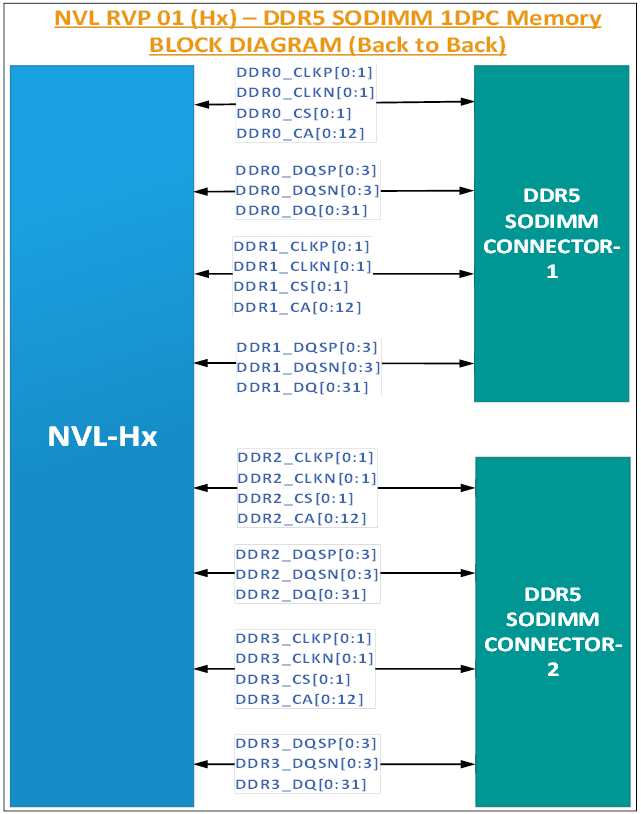 NVL RVP 01 (Hx) – DDR5 SODIMM 1DPC Memory
BLOCK DIAGRAM (Back to Back)
NVL-Hx
DDR0_CLKP[0:1]
DDR0_CLKN[0:1]
DDR0_CS[0:1]
DDR0_CA[0:12]
DDR0_DQSP[0:3]
DDR0_DQSN[0:3]
DDR0_DQ[0:31]
DDR1_CLKP[0:1]
DDR1_CLKN[0:1]
DDR1_CS[0:1]
DDR1_CA[0:12]
DDR1_DQSP[0:3]
DDR1_DQSN[0:3]
DDR1_DQ[0:31]
DDR5
SODIMM
CONNECTOR-
1
DDR2_CLKP[0:1]
DDR2_CLKN[0:1]
DDR2_CS[0:1]
DDR2_CA[0:12]
DDR2_DQSP[0:3]
DDR2_DQSN[0:3]
DDR2_DQ[0:31]
DDR3_CLKP[0:1]
DDR3_CLKN[0:1]
DDR3_CS[0:1]
DDR3_CA[0:12]
DDR3_DQSP[0:3]
DDR3_DQSN[0:3]
DDR3_DQ[0:31]
DDR5
SODIMM
CONNECTOR-
2